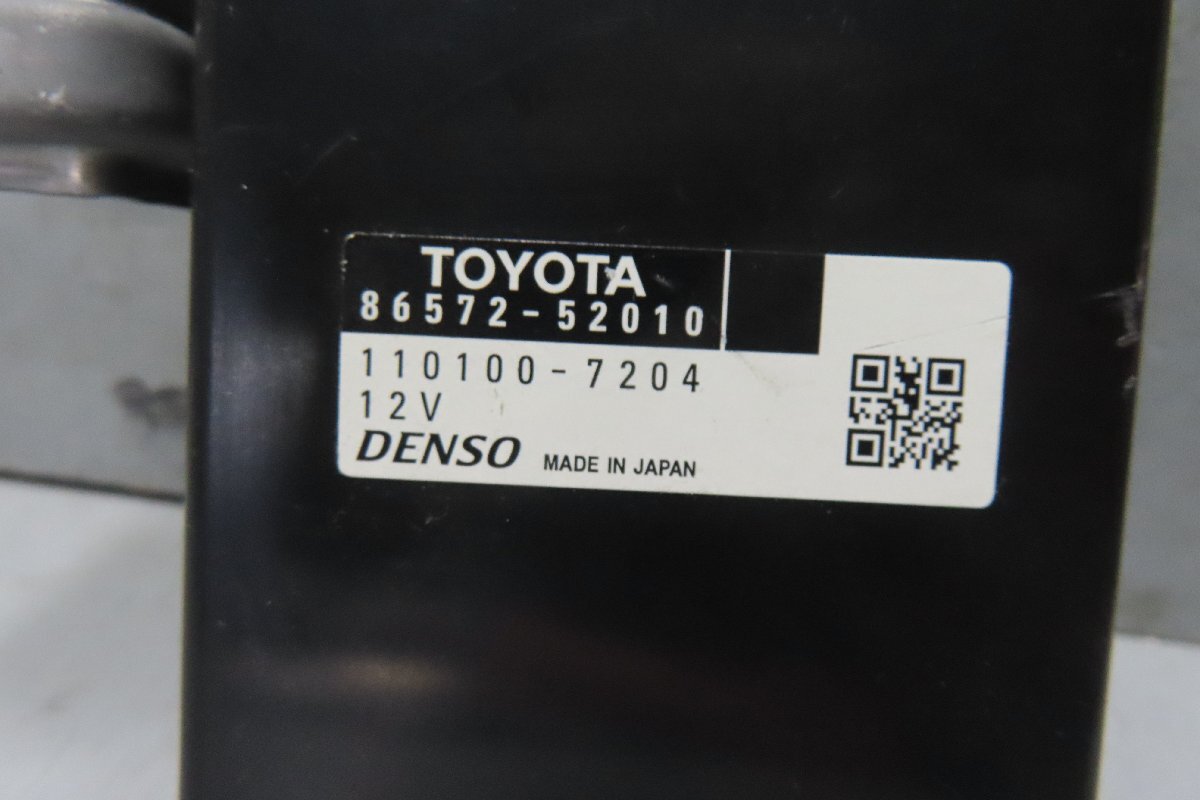 TOYOTA
86572-52010
110100-7204
12V
DENSO MADE IN JAPAN